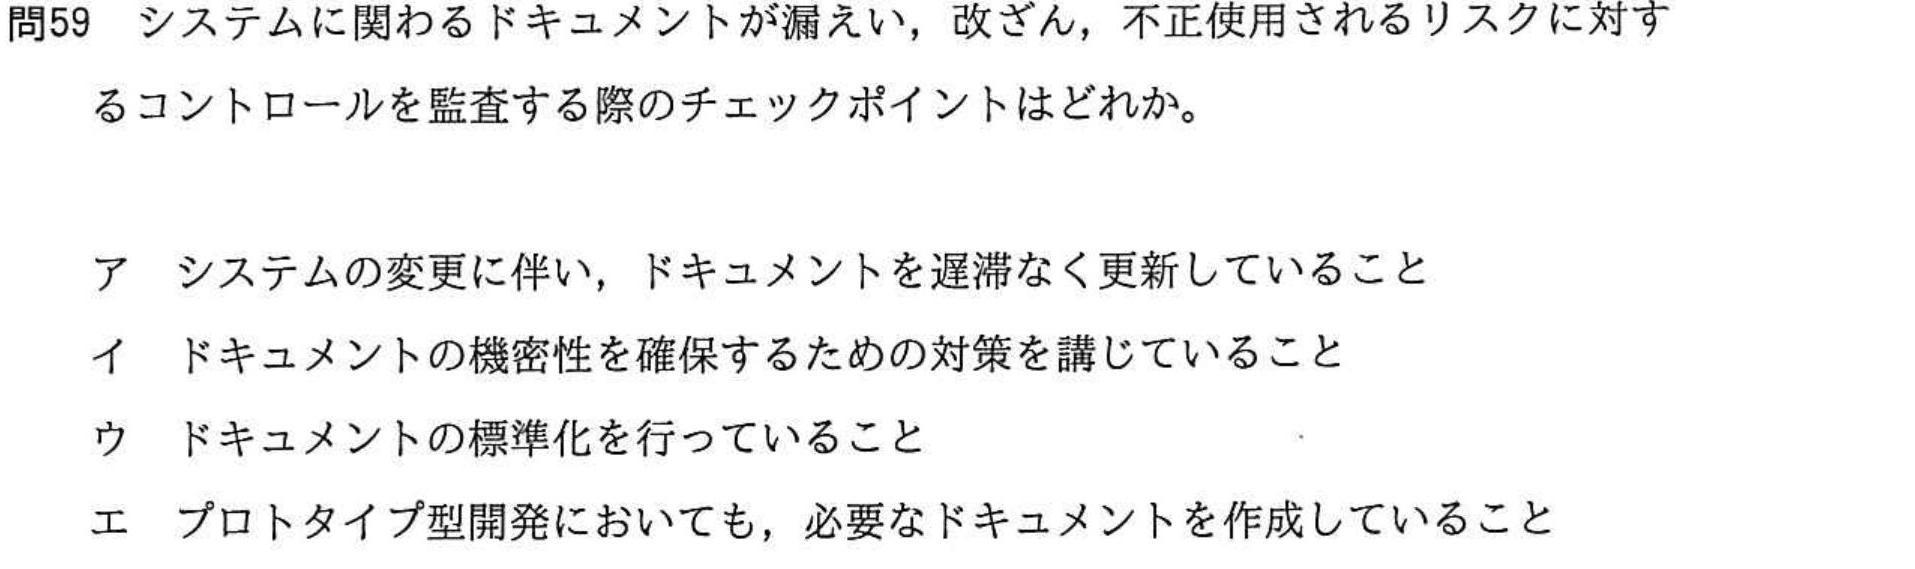 問59　システムに関わるドキュメントが漏えい，改ざん，不正使用されるリスクに対す
るコントロールを監査する際のチェックポイントはどれか。
ア　システムの変更に伴い，ドキュメントを遅滞なく更新していること
イ　ドキュメントの機密性を確保するための対策を講じていること
ウ　ドキュメントの標準化を行っていること
エ　プロトタイプ型開発においても，必要なドキュメントを作成していること